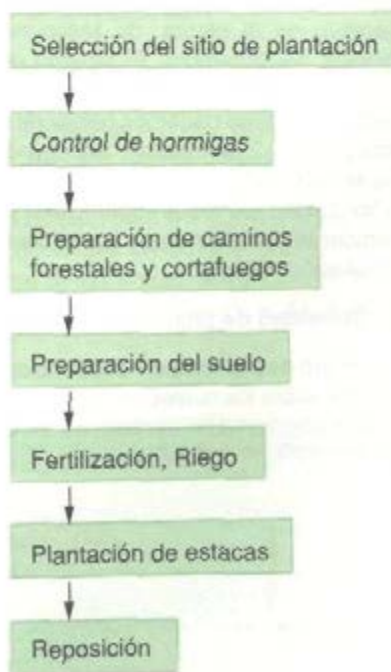 Selección del sitio de plantación
Control de hormigas
Preparación de caminos
forestales y cortafuegos
Preparación del suelo
Fertilización, Riego
Plantación de estacas
Reposición